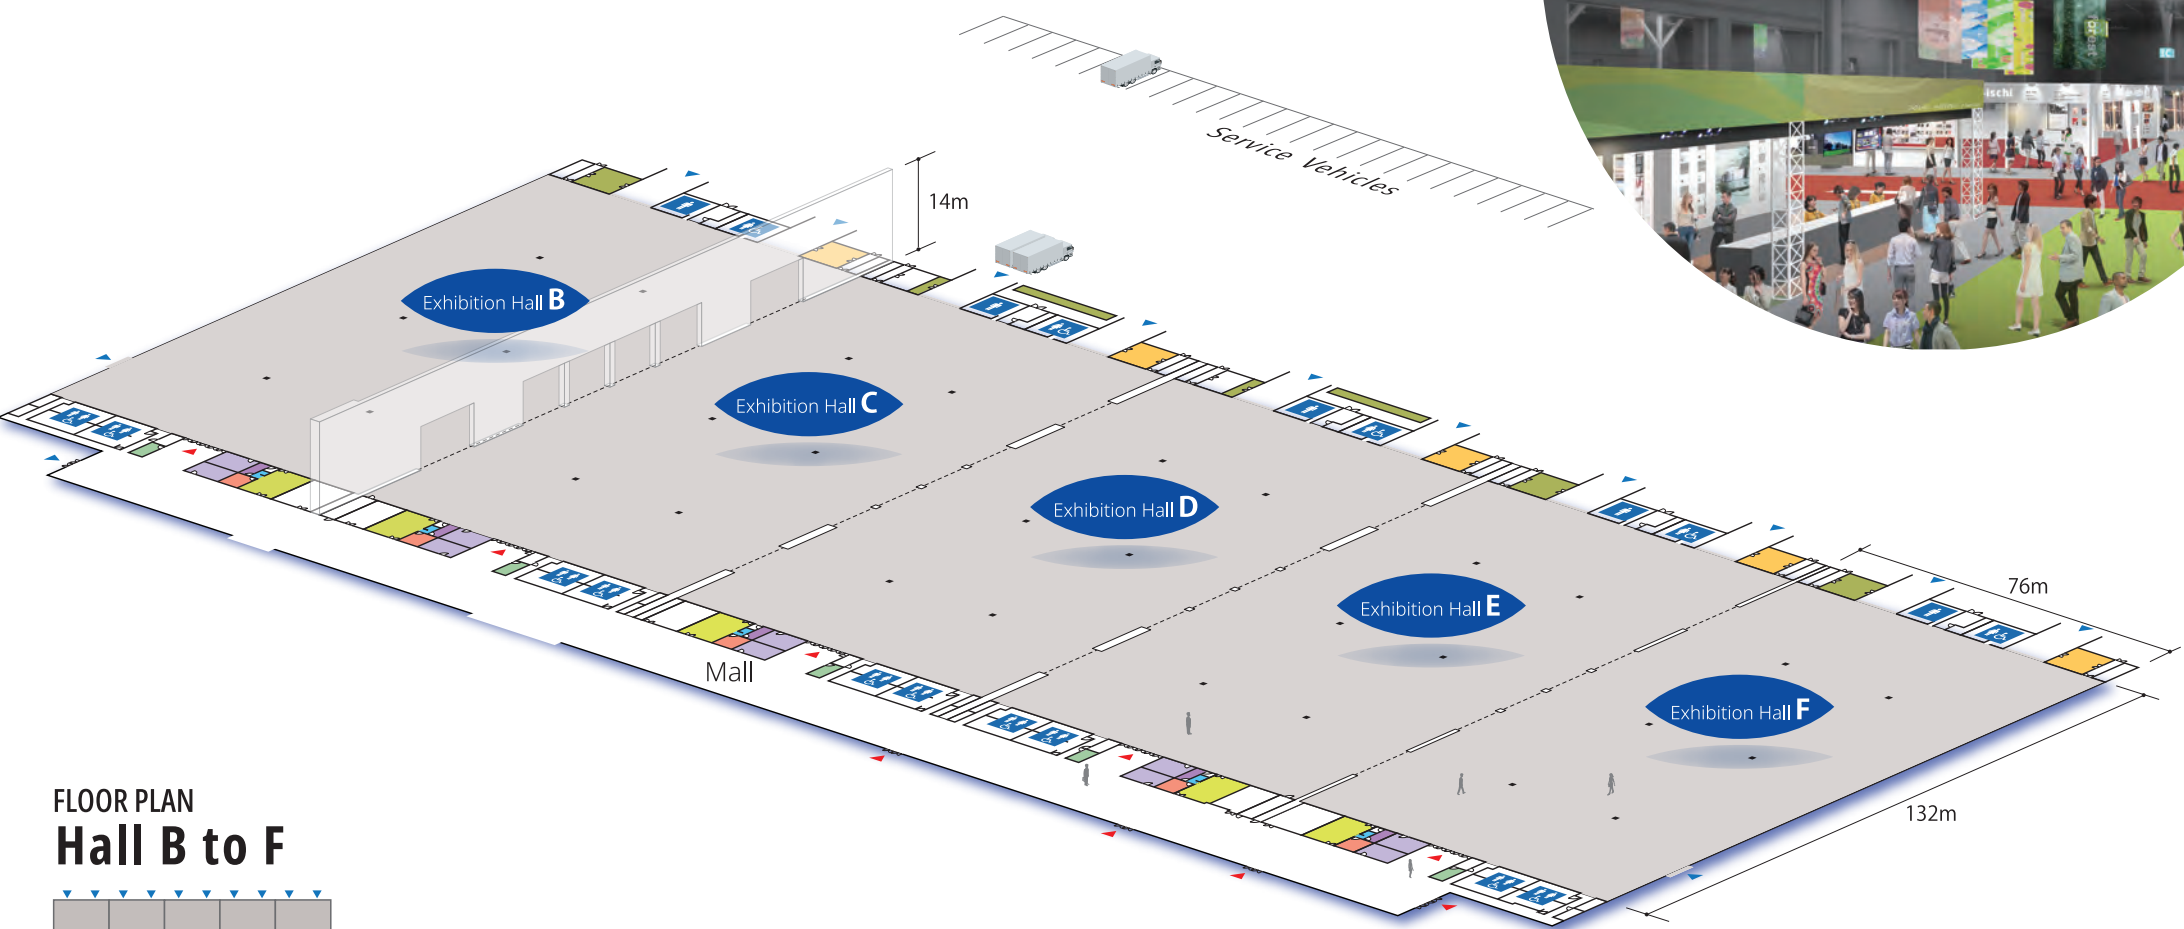 Service Vehicles
14m
Exhibition Hall B
Exhibition Hall C
Exhibition Hall D
Exhibition Hall E
Exhibition Hall F
76m
132m
Mall
FLOOR PLAN
Hall B to F